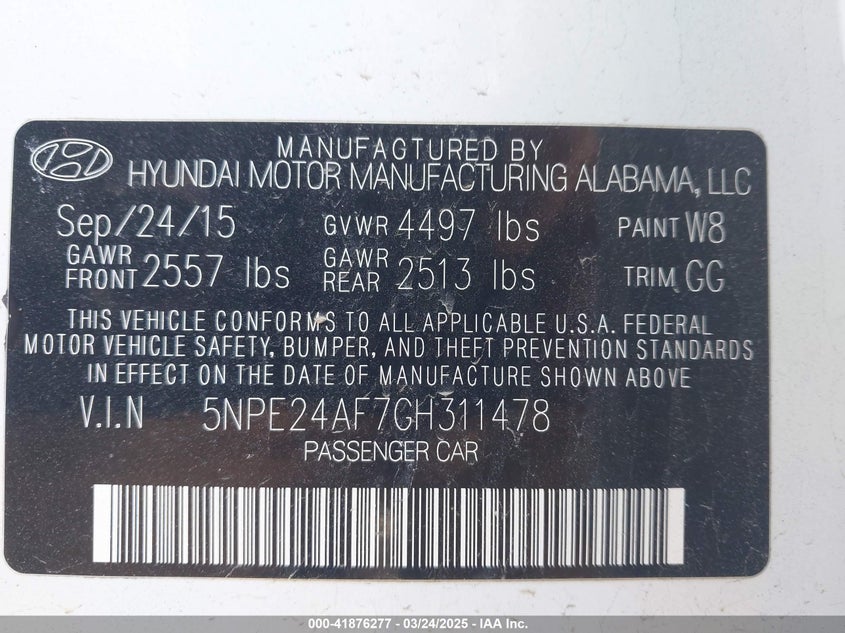 MANUFACTURED BY
HYUNDAI MOTOR MANUFACTURING ALABAMA, LLC
Sep/24/15 GVWR 4497 lbs PAINT W8
GAWR FRONT 2557 lbs GAWR REAR 2513 lbs TRIM GG
THIS VEHICLE CONFORMS TO ALL APPLICABLE U.S.A. FEDERAL
MOTOR VEHICLE SAFETY, BUMPER, AND THEFT PREVENTION STANDARDS
IN EFFECT ON THE DATE OF MANUFACTURE SHOWN ABOVE
V.I.N 5NPE24AF7GH311478
PASSENGER CAR
000-41876277 - 03/24/2025 - IAA Inc.